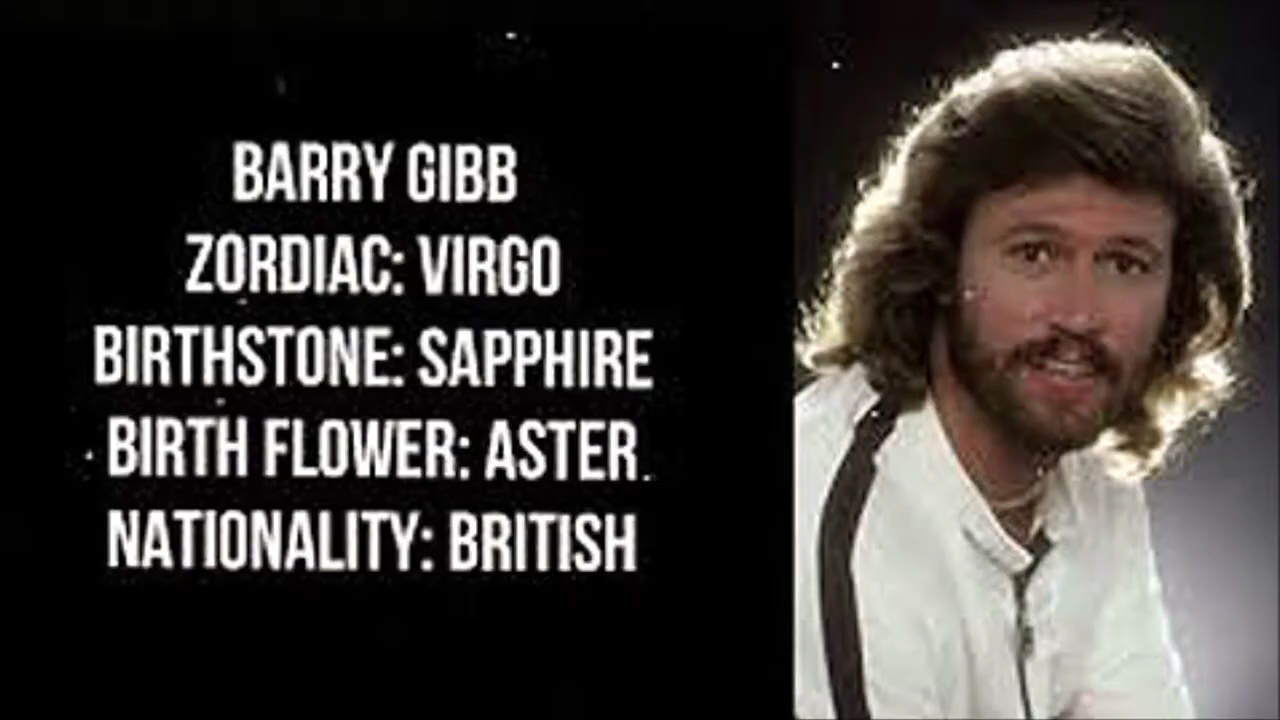 BARRY GIBB
ZORDIAC: VIRGO
BIRTHSTONE: SAPPHIRE
BIRTH FLOWER: ASTER
NATIONALITY: BRITISH